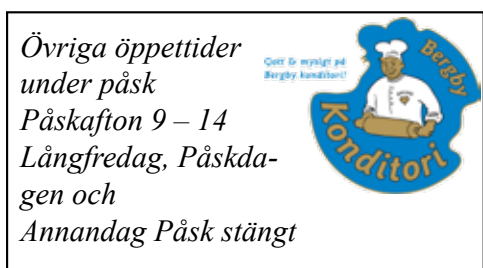 Övriga öppettider
under påsk
Påskafton 9 – 14
Långfredag, Påskda-
gen och
Annandag Påsk stängt
Gott & mysigt på
Bergby konditori!
Bergby
Konditori